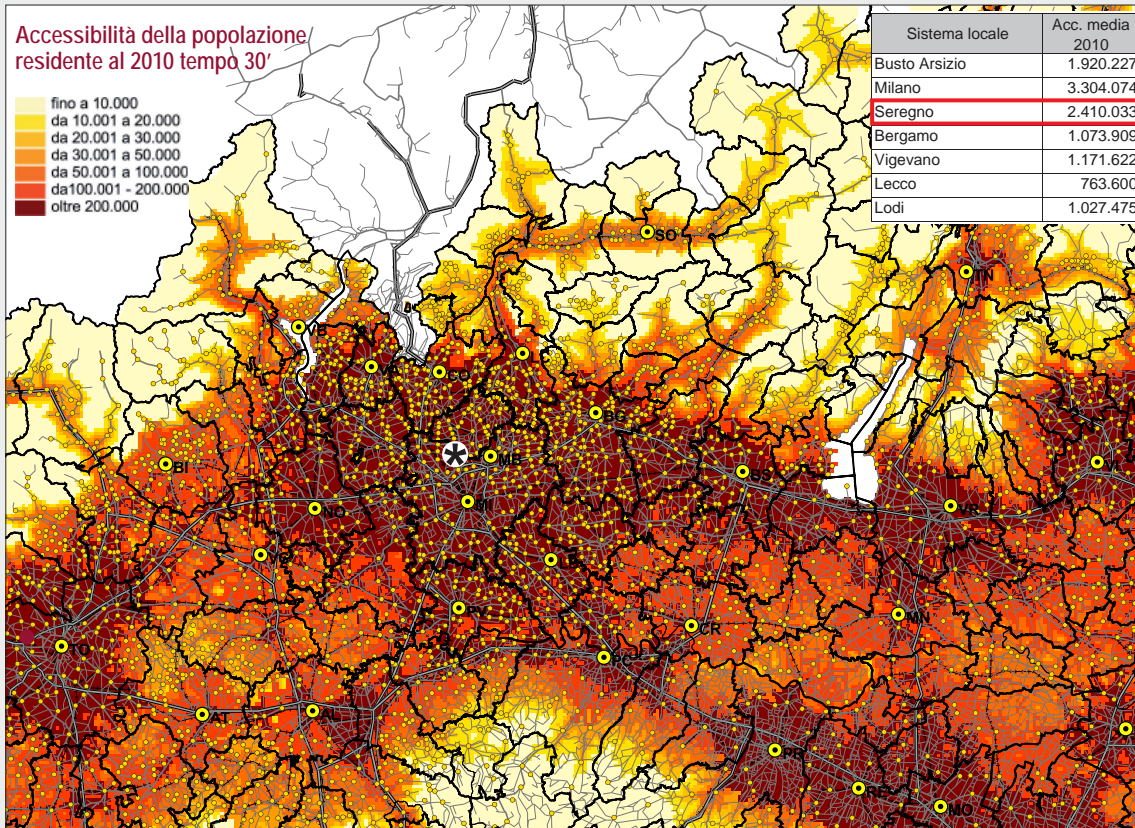 Accessibilità della popolazione
residente al 2010 tempo 30'
fino a 10.000
da 10.001 a 20.000
da 20.001 a 30.000
da 30.001 a 50.000
da 50.001 a 100.000
da100.001 - 200.000
oltre 200.000
Sistema locale Acc. media
2010
Busto Arsizio 1.920.227
Milano 3.304.074
Seregno 2.410.033
Bergamo 1.073.909
Vigevano 1.171.622
Lecco 763.600
Lodi 1.027.475
SO
TN
VB
BG
MB
BI
BS
MI
NO
VR
CR
MN
TO
PC
AT
AL
PR
RE
MO